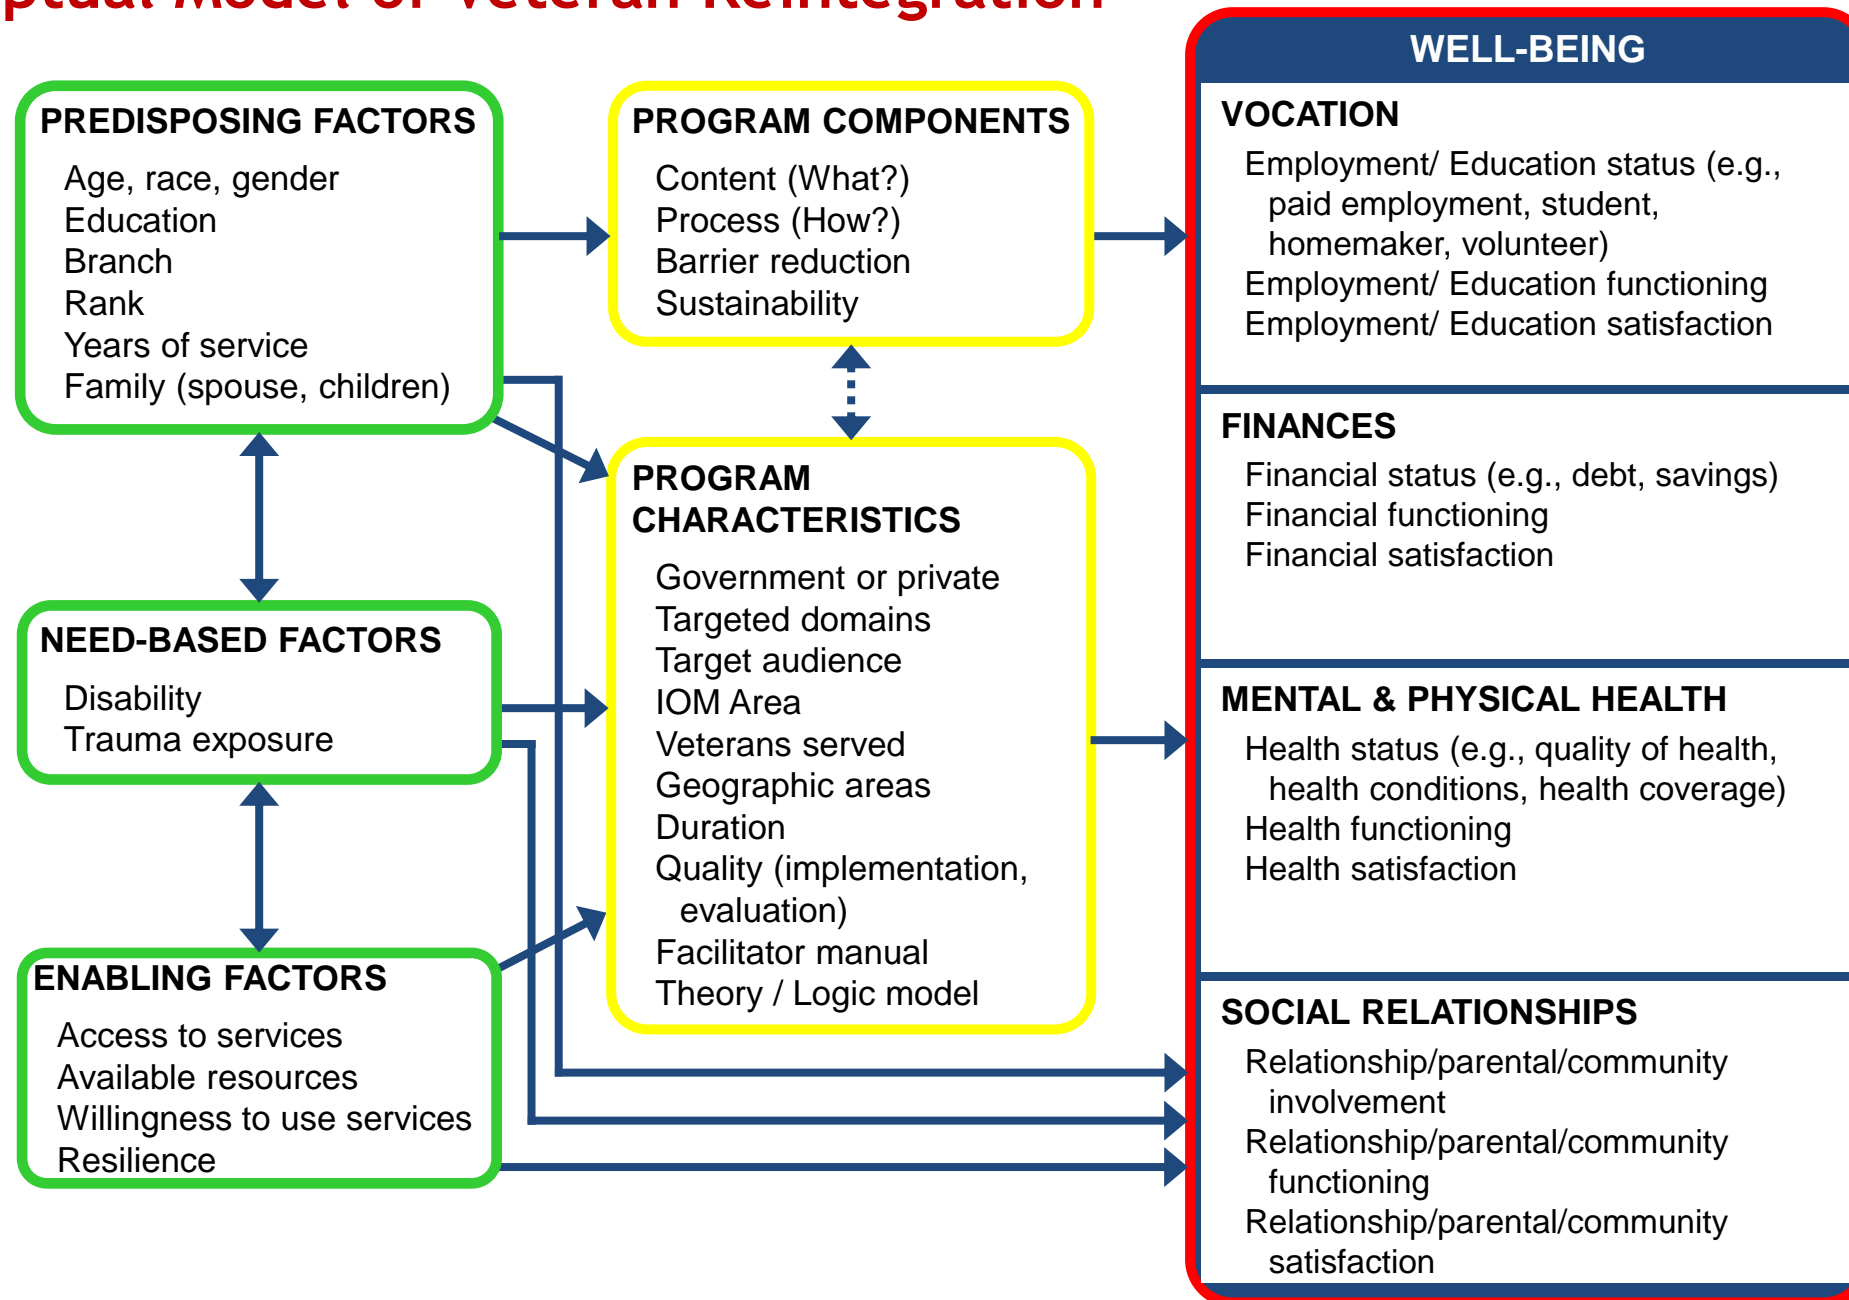 ptual Model of Veteran Reintegration
PREDISPOSING FACTORS
Age, race, gender
Education
Branch
Rank
Years of service
Family (spouse, children)
NEED-BASED FACTORS
Disability
Trauma exposure
ENABLING FACTORS
Access to services
Available resources
Willingness to use services
Resilience
PROGRAM COMPONENTS
Content (What?)
Process (How?)
Barrier reduction
Sustainability
PROGRAM
CHARACTERISTICS
Government or private
Targeted domains
Target audience
IOM Area
Veterans served
Geographic areas
Duration
Quality (implementation,
evaluation)
Facilitator manual
Theory / Logic model
WELL-BEING
VOCATION
Employment/ Education status (e.g.,
paid employment, student,
homemaker, volunteer)
Employment/ Education functioning
Employment/ Education satisfaction
FINANCES
Financial status (e.g., debt, savings)
Financial functioning
Financial satisfaction
MENTAL & PHYSICAL HEALTH
Health status (e.g., quality of health,
health conditions, health coverage)
Health functioning
Health satisfaction
SOCIAL RELATIONSHIPS
Relationship/parental/community
involvement
Relationship/parental/community
functioning
Relationship/parental/community
satisfaction